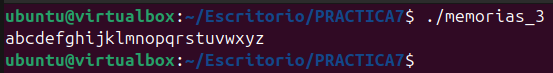 ubuntu@virtualbox:~/Escritorio/PRACTICA7$ ./memorias_3
abcdefghijklmnopqrstuvwxyz
ubuntu@virtualbox:~/Escritorio/PRACTICA7$